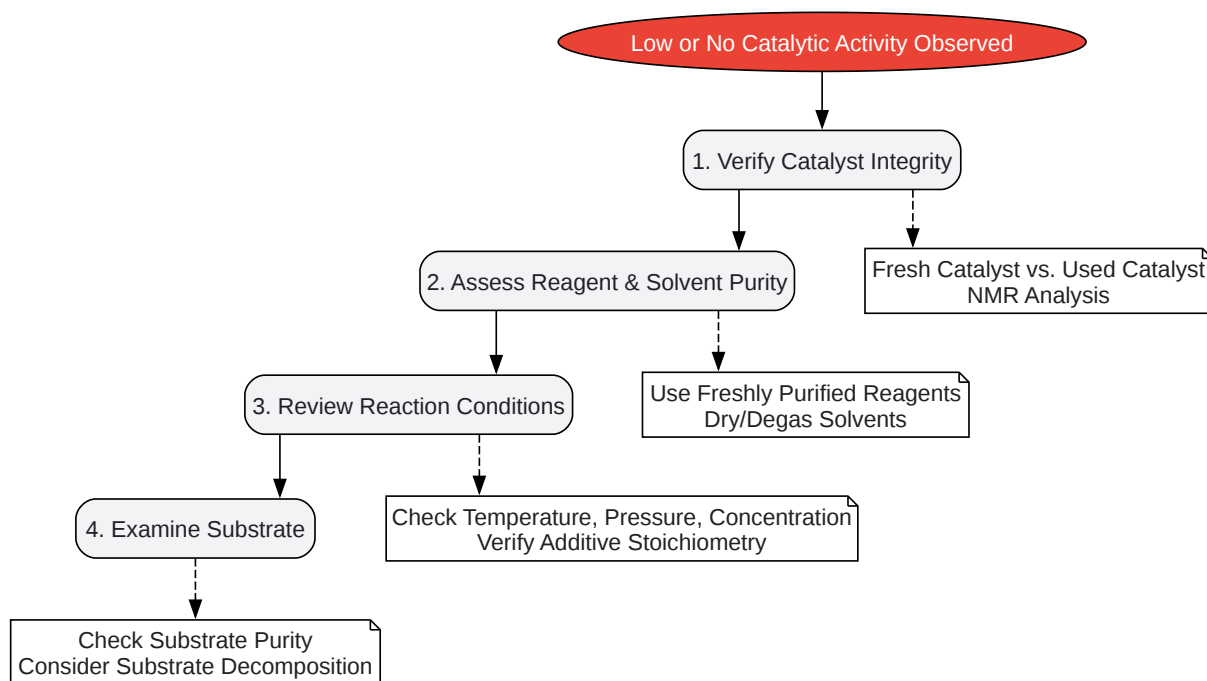 Low or No Catalytic Activity Observed
1. Verify Catalyst Integrity
Fresh Catalyst vs. Used Catalyst
NMR Analysis
2. Assess Reagent & Solvent Purity
Use Freshly Purified Reagents
Dry/Degas Solvents
3. Review Reaction Conditions
Check Temperature, Pressure, Concentration
Verify Additive Stoichiometry
4. Examine Substrate
Check Substrate Purity
Consider Substrate Decomposition